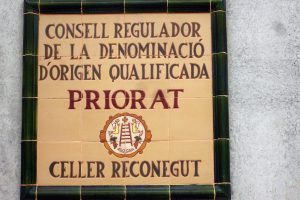 CONSELL REGULADOR
DE LA DENOMINACIÓ
D'ORIGEN QUALIFICADA
PRIORAT
CELLER RECONEGUT